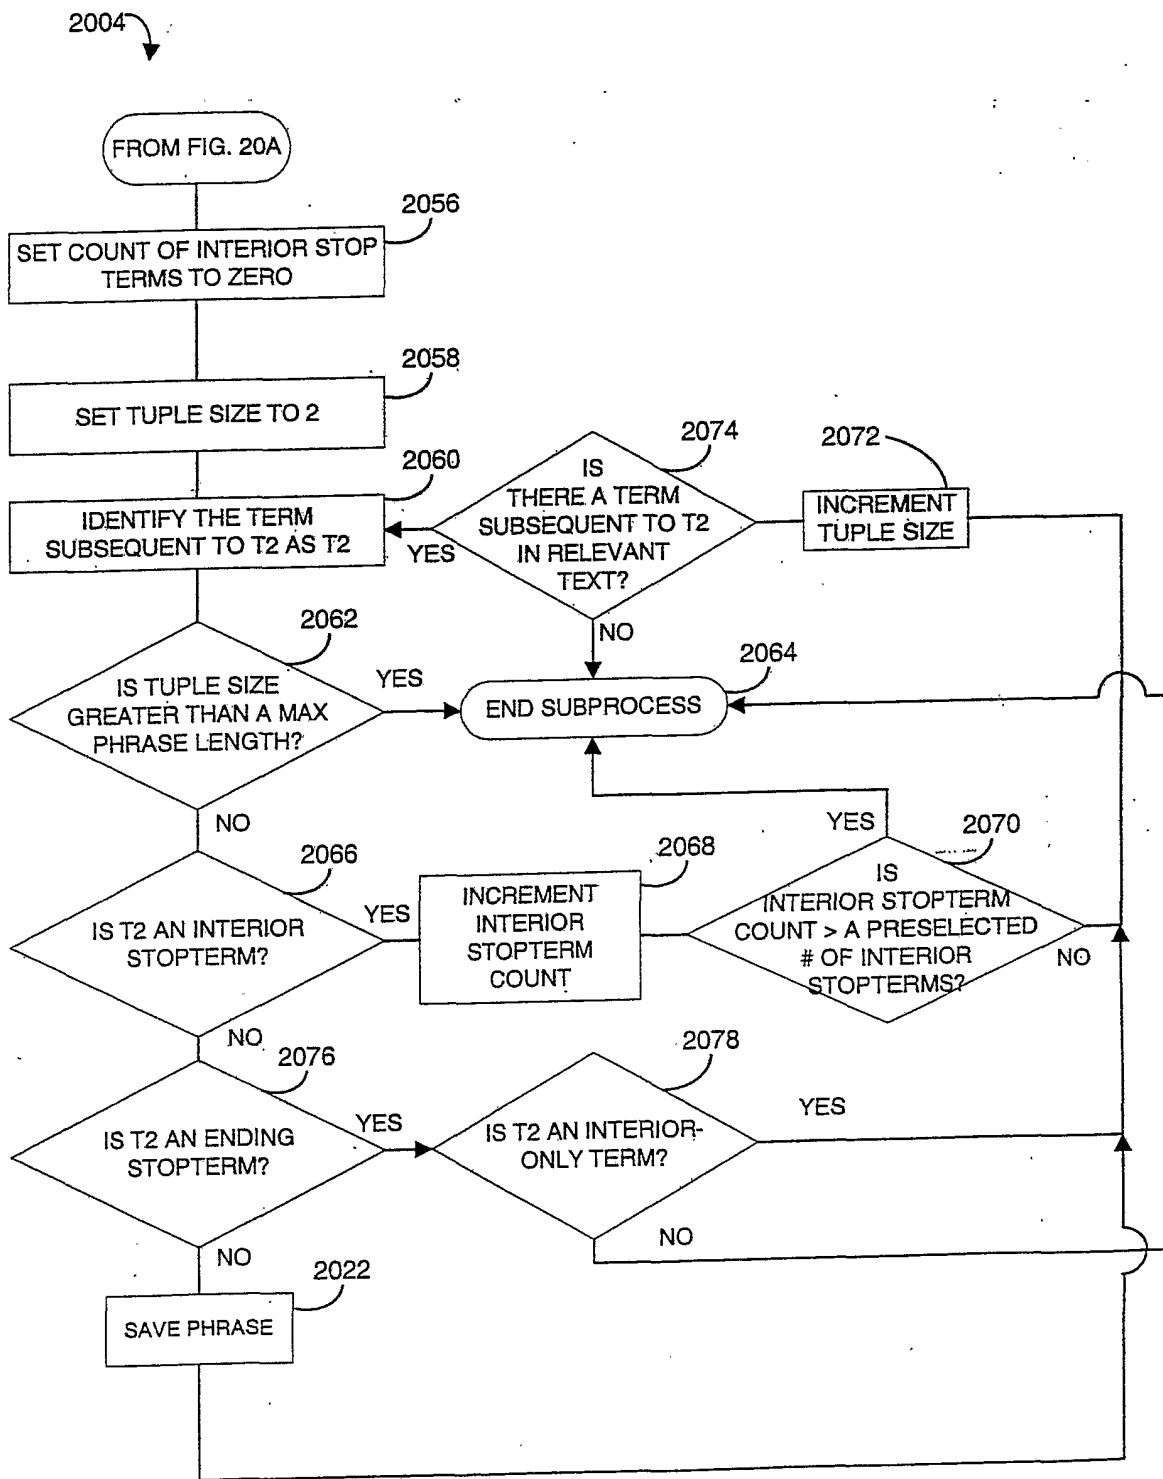 2004
FROM FIG. 20A
2056
SET COUNT OF INTERIOR STOP
TERMS TO ZERO
2058
SET TUPLE SIZE TO 2
2060
IDENTIFY THE TERM
SUBSEQUENT TO T2 AS T2
2074
IS
THERE A TERM
SUBSEQUENT TO T2
IN RELEVANT
TEXT?
YES
NO
2072
INCREMENT
TUPLE SIZE
2062
IS TUPLE SIZE
GREATER THAN A MAX
PHRASE LENGTH?
YES
NO
2064
END SUBPROCESS
2066
IS T2 AN INTERIOR
STOPTERM?
YES
NO
2068
INCREMENT
INTERIOR
STOPTERM
COUNT
2070
IS
INTERIOR STOPTERM
COUNT > A PRESELECTED
# OF INTERIOR
STOPTERMS?
YES
NO
2076
IS T2 AN ENDING
STOPTERM?
YES
NO
2078
IS T2 AN INTERIOR-
ONLY TERM?
YES
NO
2022
SAVE PHRASE